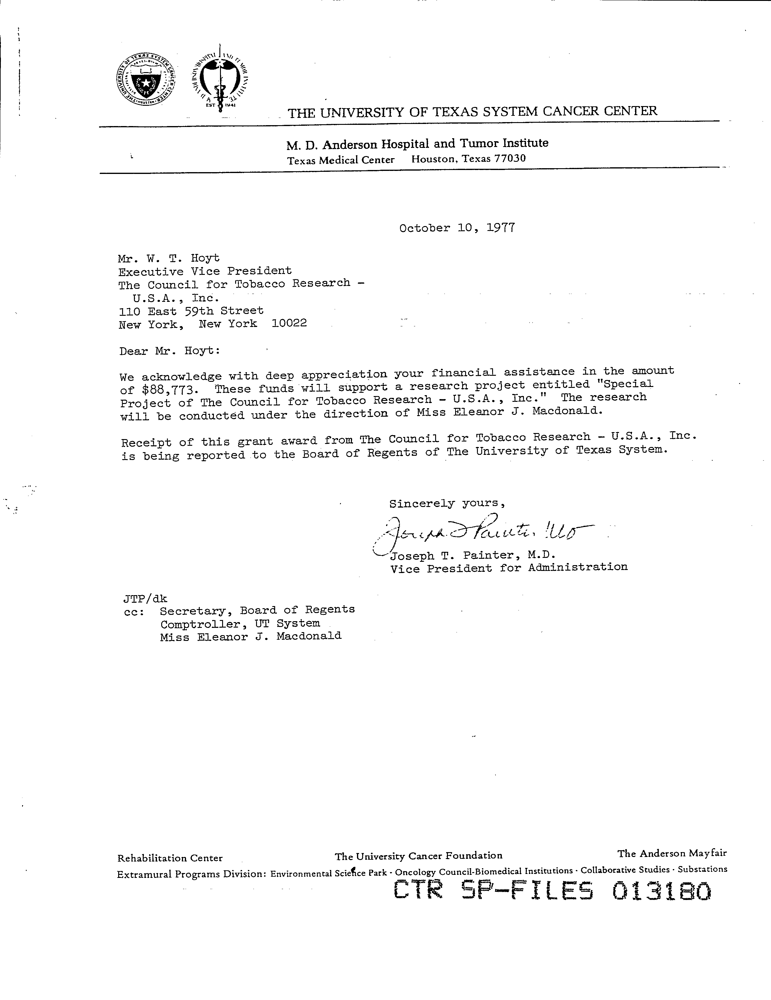 THE UNIVERSITY OF TEXAS SYSTEM CANCER CENTER
M. D. Anderson Hospital and Tumor Institute
Texas Medical Center Houston, Texas 77030
October 10, 1977
Mr. W. T. Hoyt
Executive Vice President
The Council for Tobacco Research -
U.S.A., Inc.
110 East 59th Street
New York, New York 10022
Dear Mr. Hoyt:
We acknowledge with deep appreciation your financial assistance in the amount
of $88,773. These funds will support a research project entitled "Special
Project of The Council for Tobacco Research - U.S.A., Inc." The research
will be conducted under the direction of Miss Eleanor J. Macdonald.
Receipt of this grant award from The Council for Tobacco Research - U.S.A., Inc.
is being reported to the Board of Regents of The University of Texas System.
Sincerely yours,
Joseph T. Painter, M.D.
Vice President for Administration
JTP/dk
cc: Secretary, Board of Regents
Comptroller, UT System
Miss Eleanor J. Macdonald
Rehabilitation Center The University Cancer Foundation The Anderson Mayfair
Extramural Programs Division: Environmental Science Park · Oncology Council-Biomedical Institutions · Collaborative Studies · Substations
CTR SP-FILES 013180